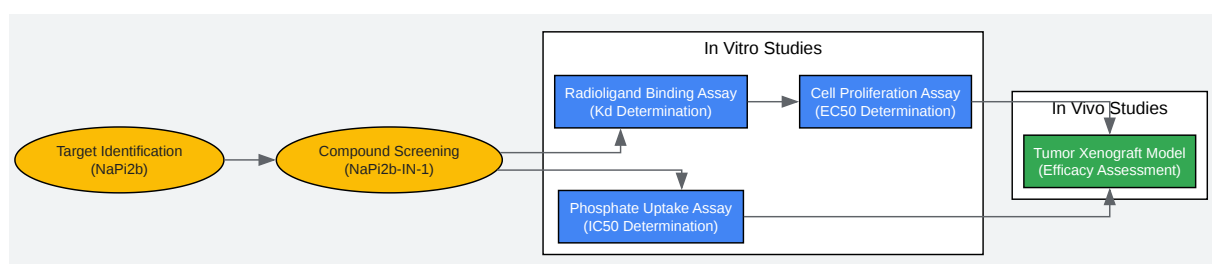 Target Identification
(NaPi2b)
Compound Screening
(NaPi2b-IN-1)
In Vitro Studies
Radioligand Binding Assay
(Kd Determination)
Cell Proliferation Assay
(EC50 Determination)
Phosphate Uptake Assay
(IC50 Determination)
In Vivo Studies
Tumor Xenograft Model
(Efficacy Assessment)